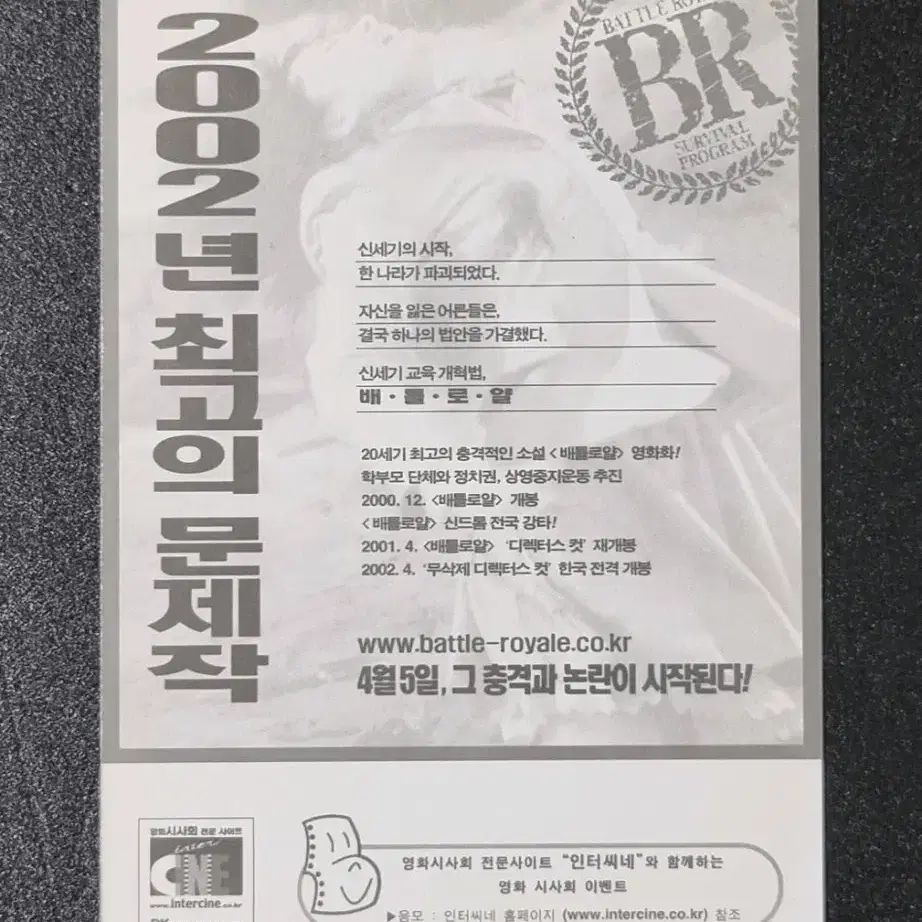 2002년 최고의 문제작
BATTLE RO
BR
SURVIVAL
PROGRAM
신세기의 시작,
한 나라가 파괴되었다.
자신을 잃은 어른들은,
결국 하나의 법안을 가결했다.
신세기 교육 개혁법,
배·틀·로·얄
20세기 최고의 충격적인 소설 <배틀로얄> 영화화!
학부모 단체와 정치권, 상영중지운동 추진
2000. 12. <배틀로얄> 개봉
<배틀로얄> 신드롬 전국 강타!
2001. 4. <배틀로얄> '디렉터스 컷' 재개봉
2002. 4. '무삭제 디렉터스 컷' 한국 전격 개봉
www.battle-royale.co.kr
4월 5일, 그 충격과 논란이 시작된다!
영화시사회 전문 사이트
inter
CINE
www.intercine.co.kr
영화시사회 전문사이트 "인터씨네"와 함께하는
영화 시사회 이벤트
▶응모 : 인터씨네 홈페이지 (www.intercine.co.kr) 참조